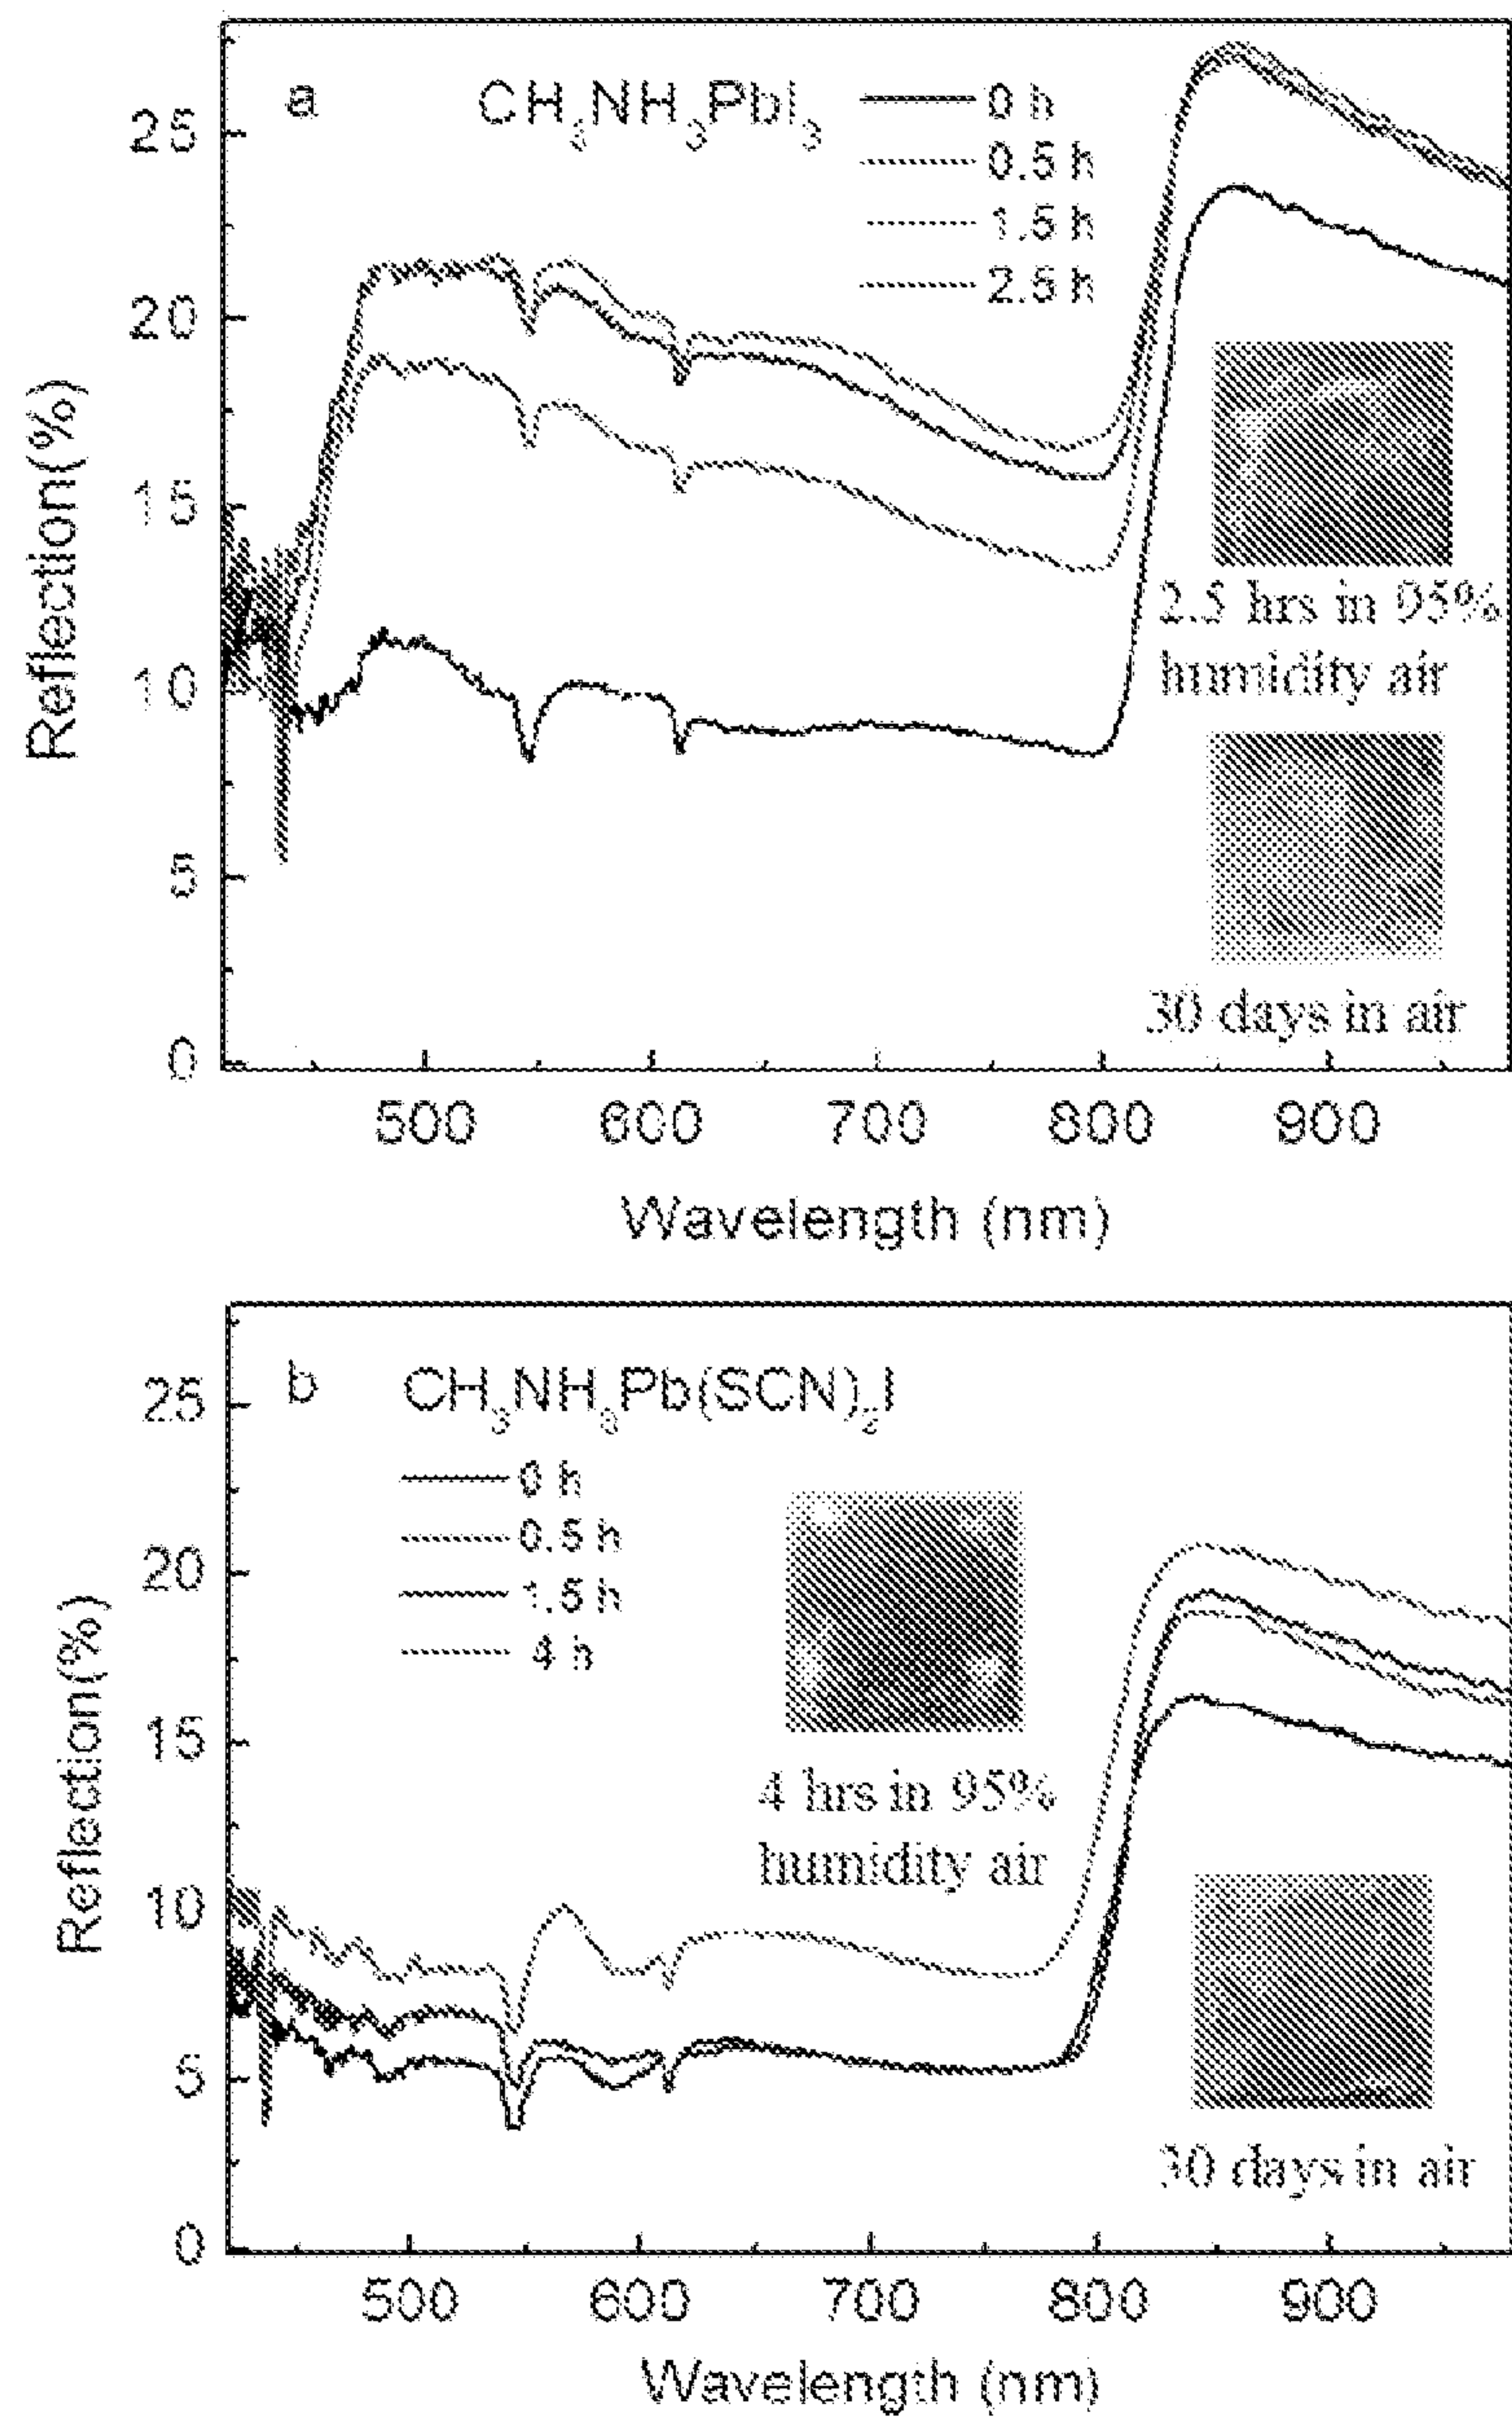 a CH₃NH₃PbI₃
0 h
0.5 h
1.5 h
2.5 h
25
20
15
10
5
0
Reflection(%)
2.5 hrs in 95%
humidity air
30 days in air
500 600 700 800 900
Wavelength (nm)
b CH₃NH₃Pb(SCN)₂I
0 h
0.5 h
1.5 h
4 h
25
20
15
10
5
0
Reflection(%)
4 hrs in 95%
humidity air
30 days in air
500 600 700 800 900
Wavelength (nm)